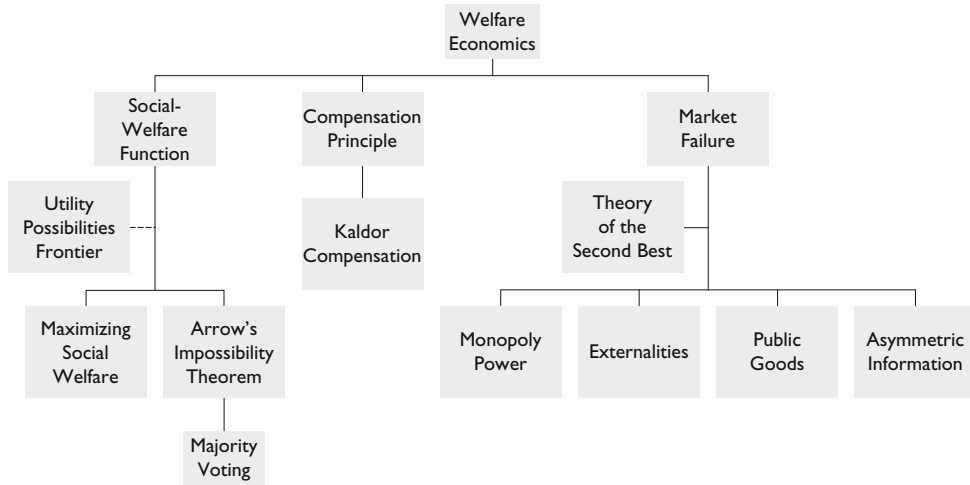 Welfare
Economics
Social-
Welfare
Function
Compensation
Principle
Market
Failure
Utility
Possibilities
Frontier
Kaldor
Compensation
Theory
of the
Second Best
Maximizing
Social
Welfare
Arrow's
Impossibility
Theorem
Monopoly
Power
Externalities
Public
Goods
Asymmetric
Information
Majority
Voting